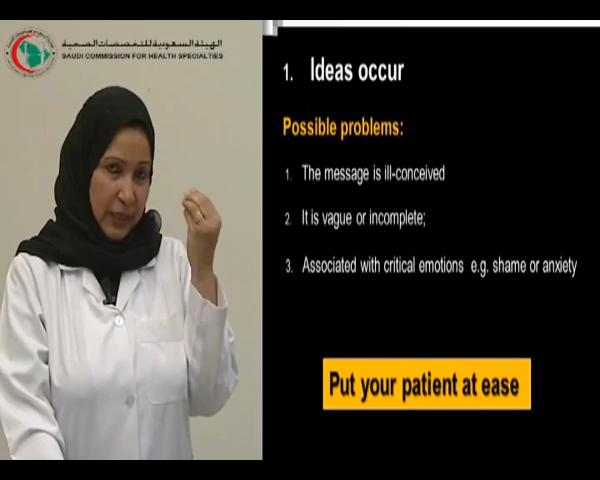 الهيئة السعودية للتخصصات الصحية
SAUDI COMMISSION FOR HEALTH SPECIALTIES
1. Ideas occur
Possible problems:
1. The message is ill-conceived
2. It is vague or incomplete;
3. Associated with critical emotions e.g. shame or anxiety
Put your patient at ease